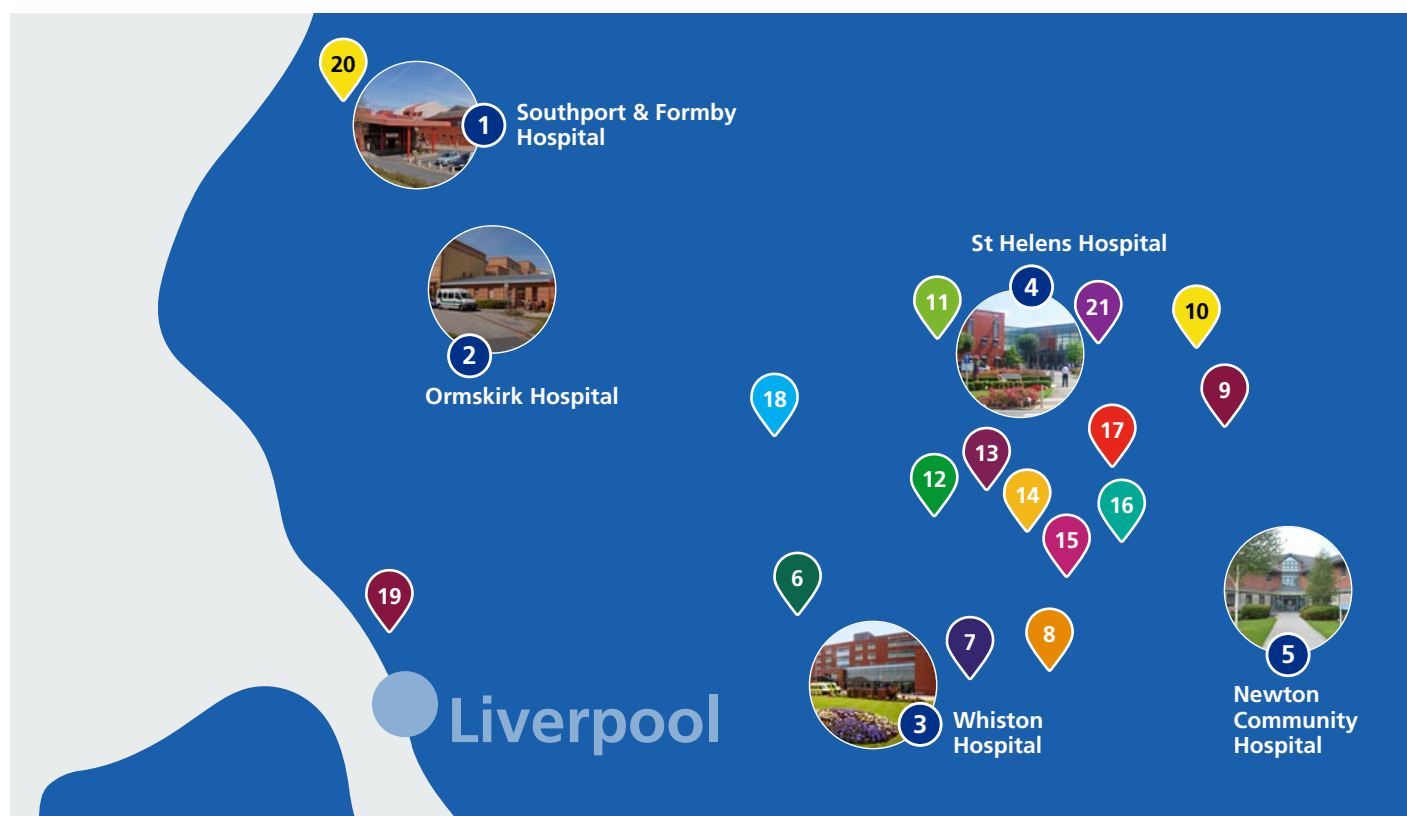 20
1
Southport & Formby
Hospital
2
Ormskirk Hospital
St Helens Hospital
4
11
21
10
9
18
17
13
12
14
16
15
6
19
7
8
5
Newton
Community
Hospital
3
Whiston
Hospital
Liverpool